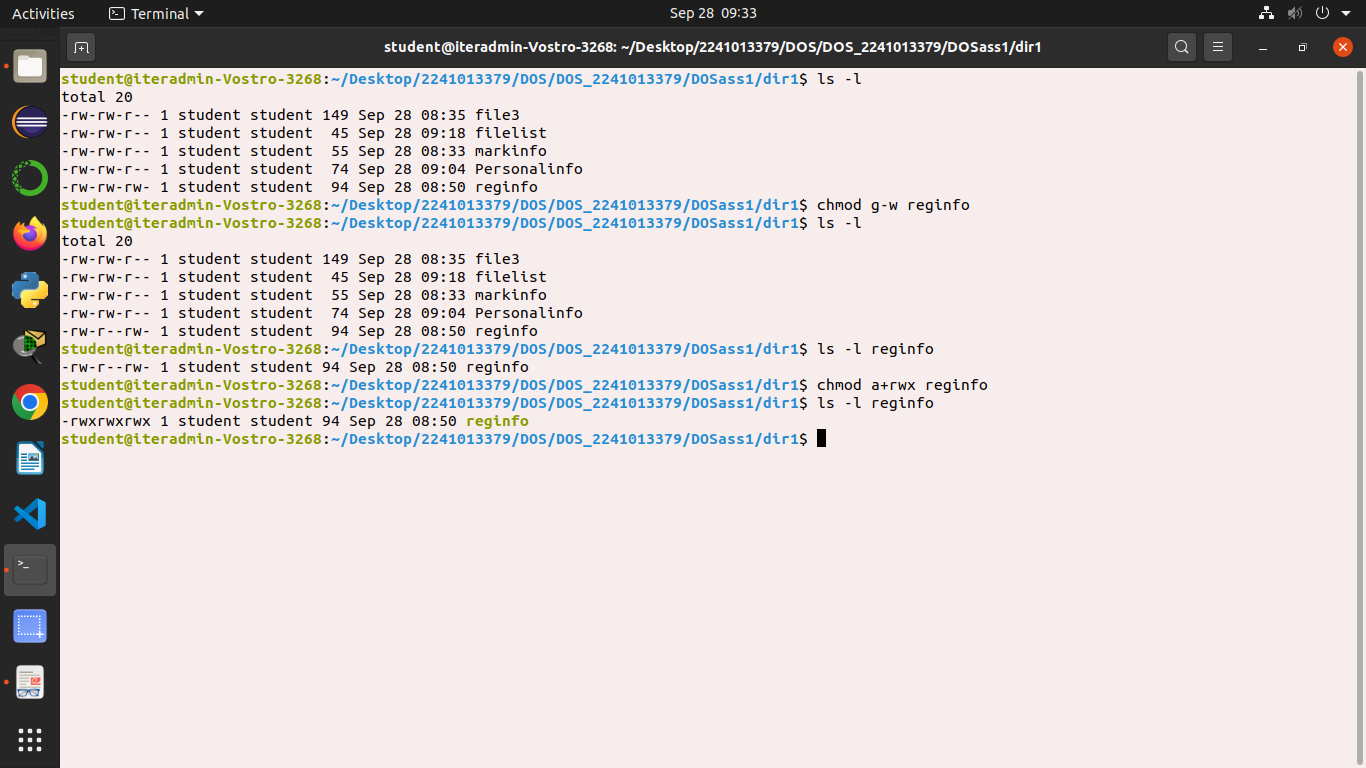 Activities Terminal Sep 28 09:33
student@iteradmin-Vostro-3268: ~/Desktop/2241013379/DOS/DOS_2241013379/DOSass1/dir1
student@iteradmin-Vostro-3268:~/Desktop/2241013379/DOS/DOS_2241013379/DOSass1/dir1$ ls -l
total 20
-rw-rw-r-- 1 student student 149 Sep 28 08:35 file3
-rw-rw-r-- 1 student student  45 Sep 28 09:18 filelist
-rw-rw-r-- 1 student student  55 Sep 28 08:33 markinfo
-rw-rw-r-- 1 student student  74 Sep 28 09:04 Personalinfo
-rw-rw-rw- 1 student student  94 Sep 28 08:50 reginfo
student@iteradmin-Vostro-3268:~/Desktop/2241013379/DOS/DOS_2241013379/DOSass1/dir1$ chmod g-w reginfo
student@iteradmin-Vostro-3268:~/Desktop/2241013379/DOS/DOS_2241013379/DOSass1/dir1$ ls -l
total 20
-rw-rw-r-- 1 student student 149 Sep 28 08:35 file3
-rw-rw-r-- 1 student student  45 Sep 28 09:18 filelist
-rw-rw-r-- 1 student student  55 Sep 28 08:33 markinfo
-rw-rw-r-- 1 student student  74 Sep 28 09:04 Personalinfo
-rw-r--rw- 1 student student  94 Sep 28 08:50 reginfo
student@iteradmin-Vostro-3268:~/Desktop/2241013379/DOS/DOS_2241013379/DOSass1/dir1$ ls -l reginfo
-rw-r--rw- 1 student student 94 Sep 28 08:50 reginfo
student@iteradmin-Vostro-3268:~/Desktop/2241013379/DOS/DOS_2241013379/DOSass1/dir1$ chmod a+rwx reginfo
student@iteradmin-Vostro-3268:~/Desktop/2241013379/DOS/DOS_2241013379/DOSass1/dir1$ ls -l reginfo
-rwxrwxrwx 1 student student 94 Sep 28 08:50 reginfo
student@iteradmin-Vostro-3268:~/Desktop/2241013379/DOS/DOS_2241013379/DOSass1/dir1$